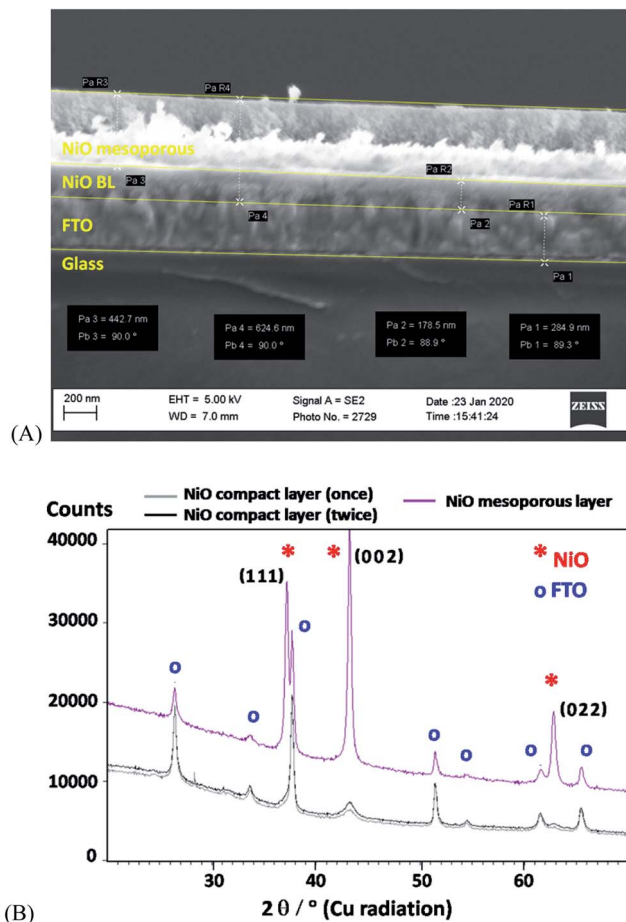 Pa R3
Pa R4
NiO mesoporous
Pa R2
NiO BL
Pa 3
Pa R1
Pa 4
Pa 2
FTO
Glass
Pa 1
Pa 3 = 442.7 nm
Pb 3 = 90.0 °
Pa 4 = 624.6 nm
Pb 4 = 90.0 °
Pa 2 = 178.5 nm
Pb 2 = 88.9 °
Pa 1 = 284.9 nm
Pb 1 = 89.3 °
200 nm
EHT = 5.00 kV
WD = 7.0 mm
Signal A = SE2
Photo No. = 2729
Date :23 Jan 2020
Time :15:41:24
ZEISS
(A)
Counts
NiO compact layer (once)
NiO compact layer (twice)
NiO mesoporous layer
40000
30000
20000
10000
0
* * *
(111)
(002)
* NiO
o FTO
o
o
o
*
(022)
o
o
o
o
30
40
50
60
2 θ / ° (Cu radiation)
(B)